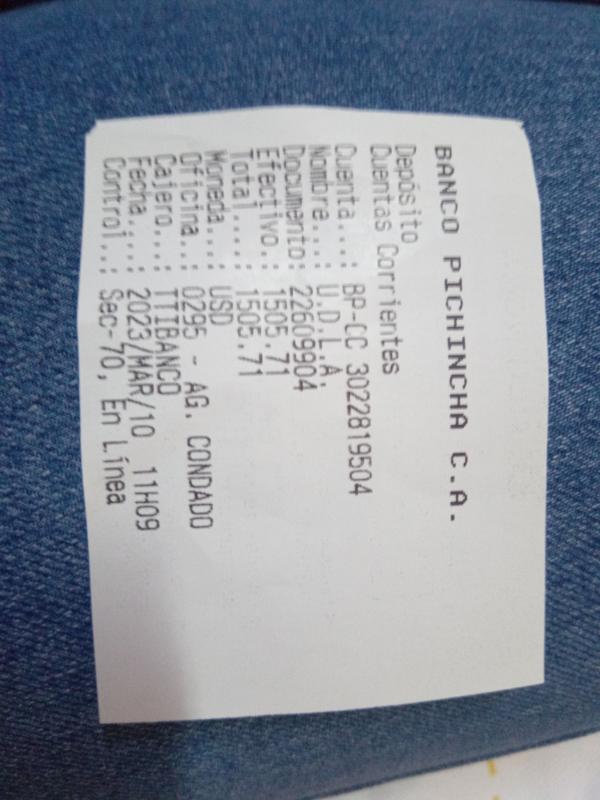 BANCO PICHINCHA C.A.
Depósito
Cuentas Corrientes
Cuenta...: BP-CC 3022819504
Nombre...: U.D.L.A.
Documento: 22609904
Efectivo.: 1505.71
Total....: 1505.71
Moneda...: USD
Oficina..: 0295 - AG. CONDADO
Cajero...: TTIBANCO
Fecha....: 2023/MAR/10 11H09
Control..: Sec-70, En Línea